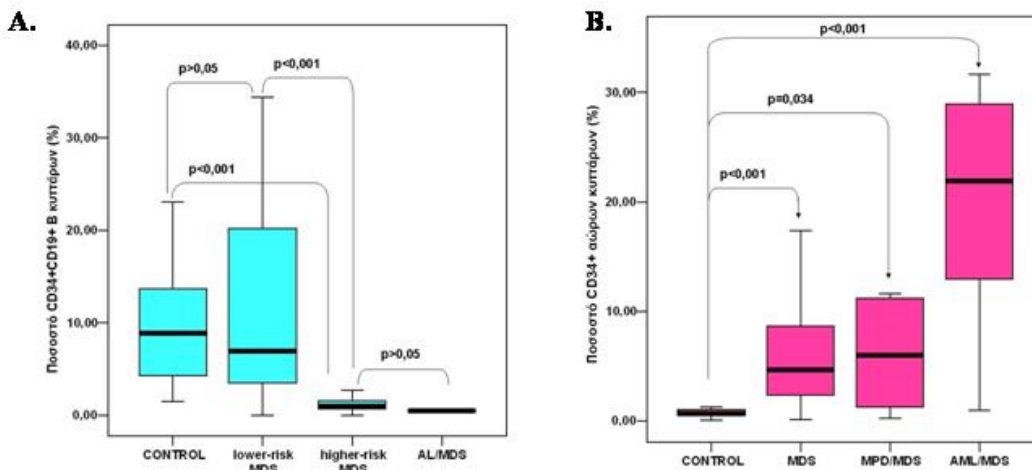 A.
Ποσοστό CD34+CD19+ Β κυττάρων (%)
40,00
30,00
20,00
10,00
0,00
p>0,05
p<0,001
p<0,001
p>0,05
CONTROL
lower-risk
MDS
higher-risk
MDS
AL/MDS
B.
Ποσοστό CD34+ αώρων κυττάρων (%)
30,00
20,00
10,00
0,00
p<0,001
p=0,034
p<0,001
CONTROL
MDS
MPD/MDS
AML/MDS